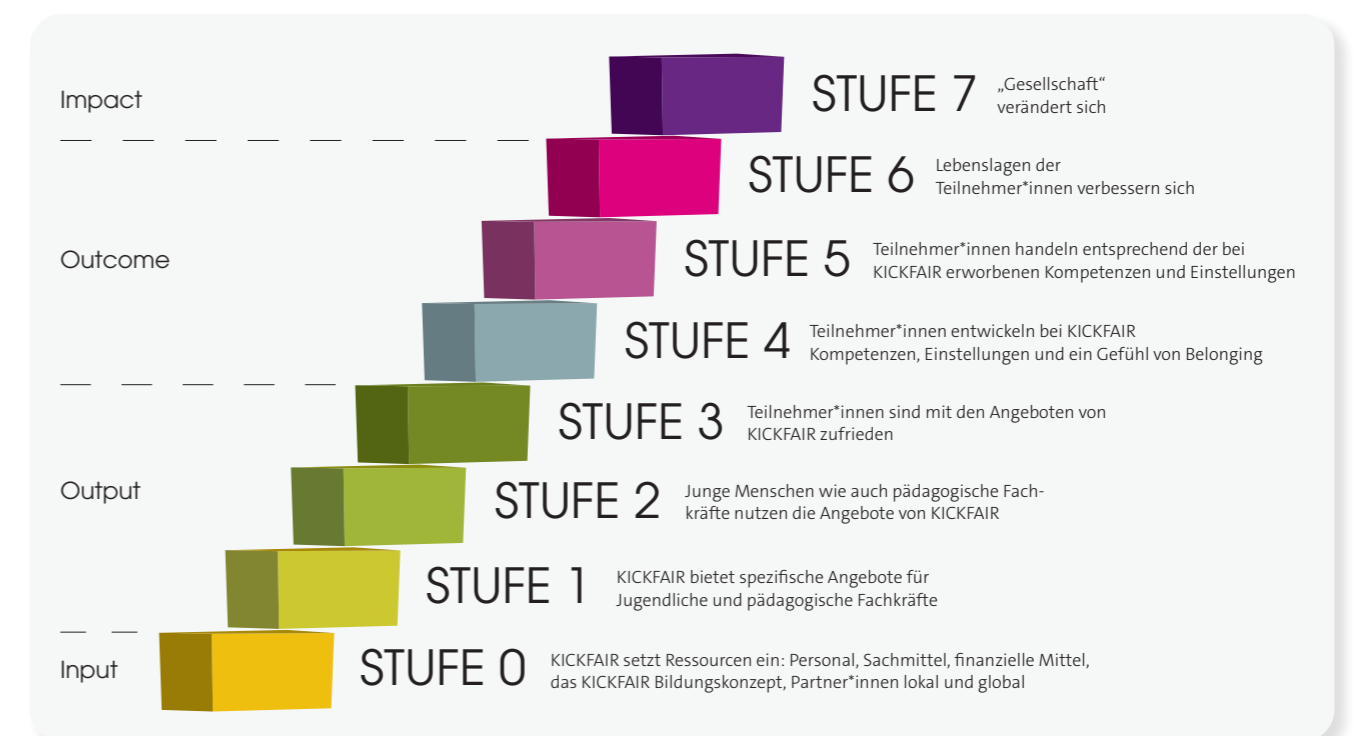 Impact
STUFE 7
„Gesellschaft“
verändert sich
STUFE 6
Lebenslagen der
Teilnehmer*innen verbessern sich
Outcome
STUFE 5
Teilnehmer*innen handeln entsprechend der bei
KICKFAIR erworbenen Kompetenzen und Einstellungen
STUFE 4
Teilnehmer*innen entwickeln bei KICKFAIR
Kompetenzen, Einstellungen und ein Gefühl von Belonging
STUFE 3
Teilnehmer*innen sind mit den Angeboten von
KICKFAIR zufrieden
Output
STUFE 2
Junge Menschen wie auch pädagogische Fach-
kräfte nutzen die Angebote von KICKFAIR
STUFE 1
KICKFAIR bietet spezifische Angebote für
Jugendliche und pädagogische Fachkräfte
Input
STUFE 0
KICKFAIR setzt Ressourcen ein: Personal, Sachmittel, finanzielle Mittel,
das KICKFAIR Bildungskonzept, Partner*innen lokal und global